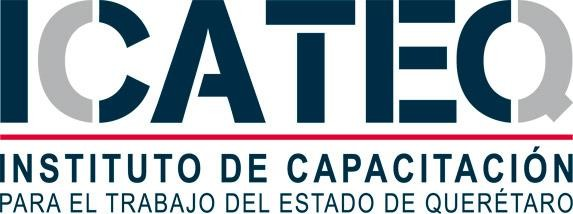 ICATEQ
INSTITUTO DE CAPACITACIÓN
PARA EL TRABAJO DEL ESTADO DE QUERÉTARO